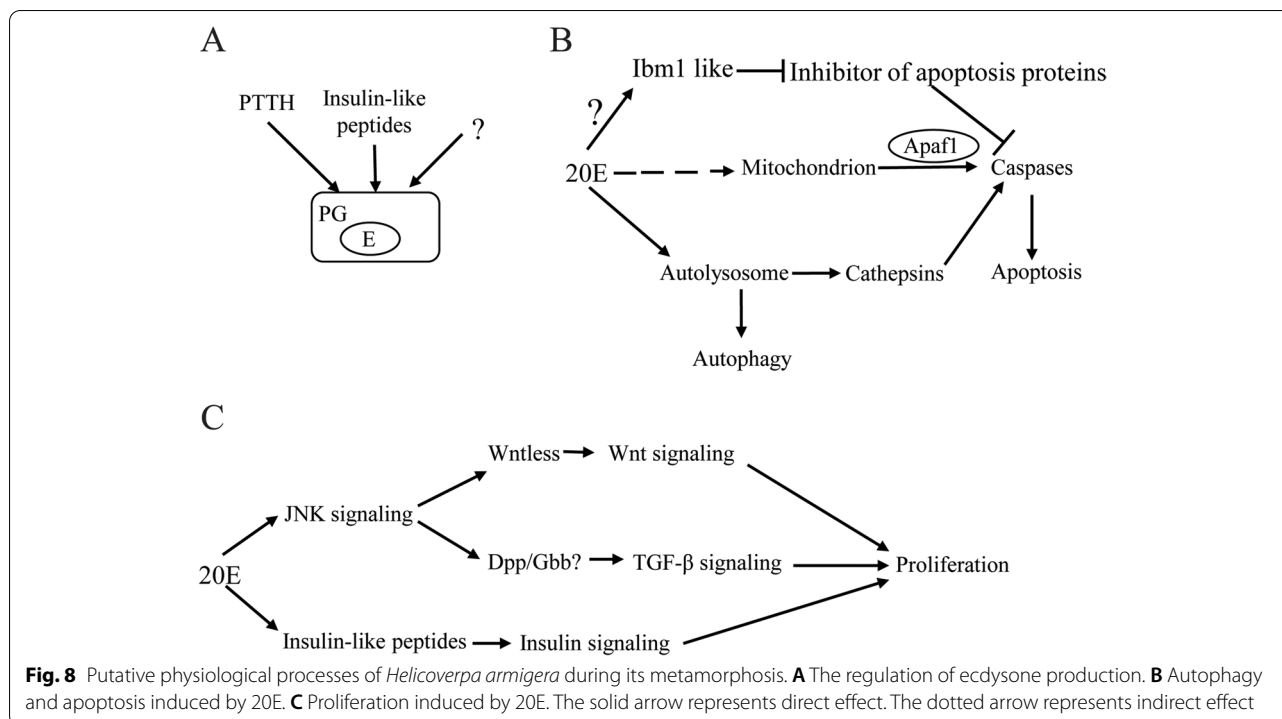 A
PTTH
Insulin-like
peptides
?
PG
E
B
Ibm1 like
Inhibitor of apoptosis proteins
?
20E
Mitochondrion
Apaf1
Caspases
Autolysosome
Cathepsins
Apoptosis
Autophagy
C
Wntless
Wnt signaling
JNK signaling
Dpp/Gbb?
TGF-β signaling
Proliferation
20E
Insulin-like peptides
Insulin signaling
Fig. 8 Putative physiological processes of Helicoverpa armigera during its metamorphosis. A The regulation of ecdysone production. B Autophagy
and apoptosis induced by 20E. C Proliferation induced by 20E. The solid arrow represents direct effect. The dotted arrow represents indirect effect